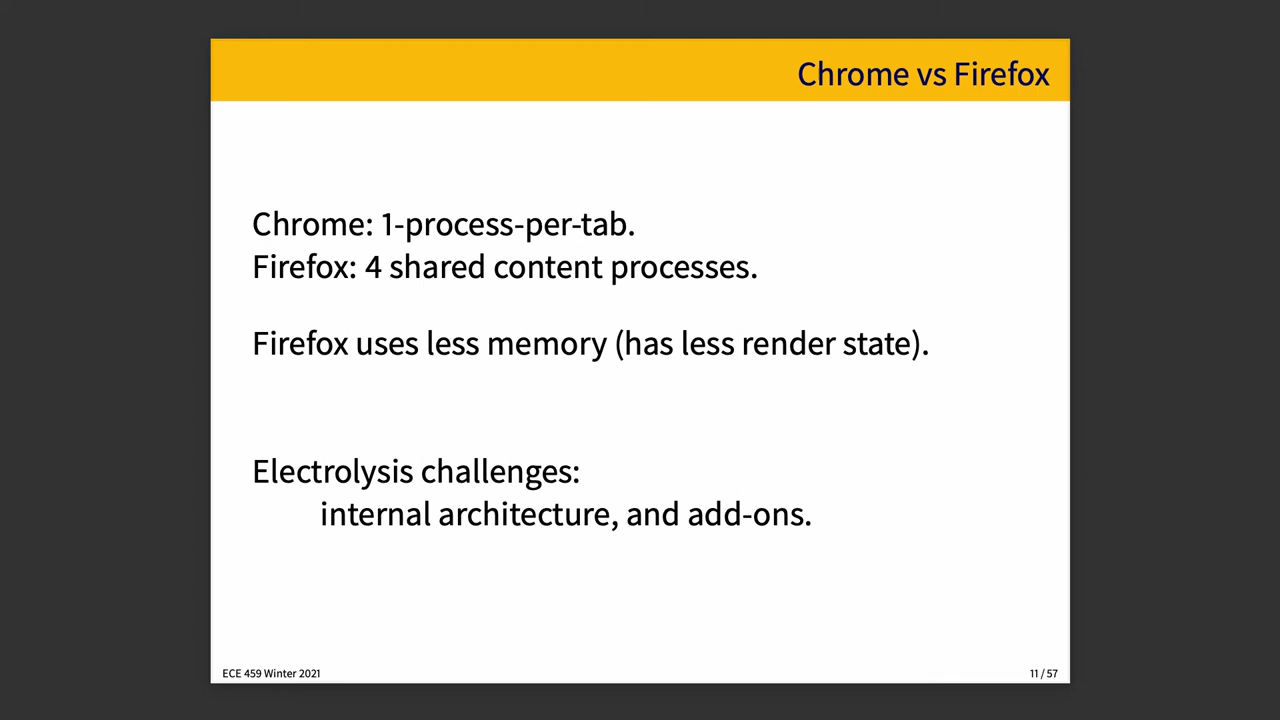 Chrome vs Firefox
Chrome: 1-process-per-tab.
Firefox: 4 shared content processes.
Firefox uses less memory (has less render state).
Electrolysis challenges:
internal architecture, and add-ons.
ECE 459 Winter 2021
11 / 57